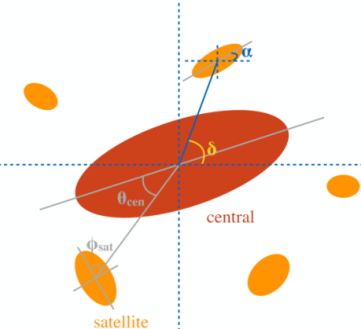 α
δ
θcen
central
ϕsat
satellite